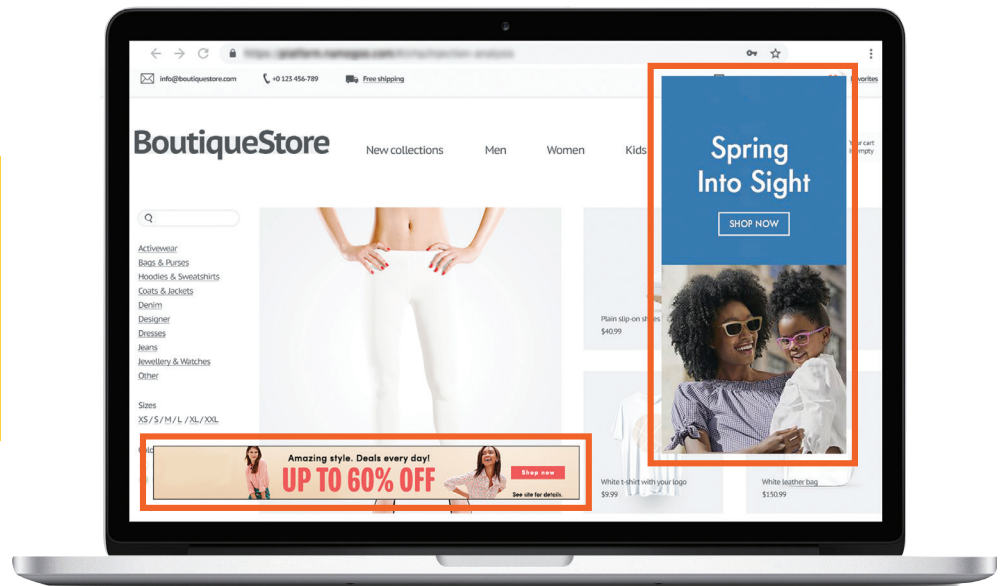 info@boutiquestore.com
+0 123 456-789
Free shipping
BoutiqueStore
New collections
Men
Women
Kids
cart
empty
Spring
Into Sight
SHOP NOW
Activewear
Bags & Purses
Hoodies & Sweatshirts
Coats & Jackets
Denim
Designer
Dresses
Jeans
Jewellery & Watches
Other
Sizes
XS / S / M / L / XL / XXL
Plain slip-on
$40.99
Amazing style. Deals every day!
UP TO 60% OFF
Shop now
See site for details.
White t-shirt with your logo
$9.99
White leather bag
$150.99